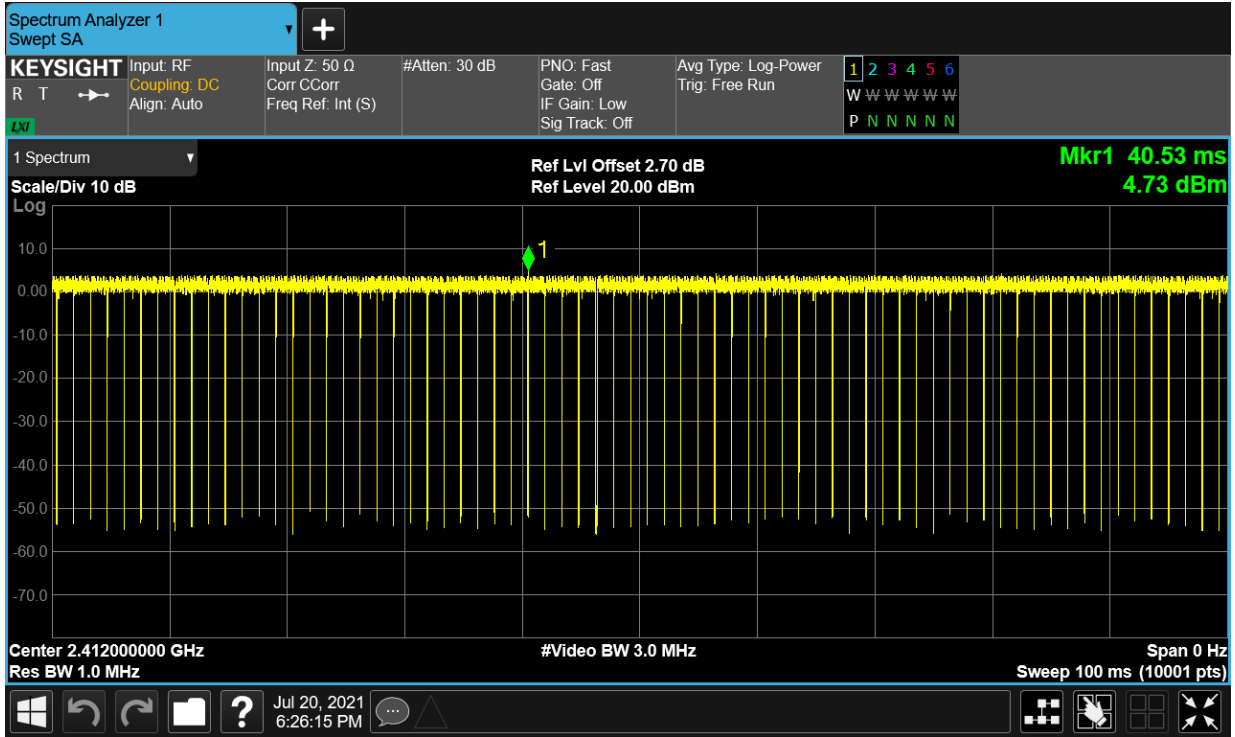 Spectrum Analyzer 1
Swept SA
KEYSIGHT
R T
LXI
Input: RF
Coupling: DC
Align: Auto
Input Z: 50 Ω
Corr CCorr
Freq Ref: Int (S)
#Atten: 30 dB
PNO: Fast
Gate: Off
IF Gain: Low
Sig Track: Off
Avg Type: Log-Power
Trig: Free Run
1 2 3 4 5 6
W W W W W W
P N N N N N
1 Spectrum
Scale/Div 10 dB
Log
Ref Lvl Offset 2.70 dB
Ref Level 20.00 dBm
Mkr1 40.53 ms
4.73 dBm
1
10.0
0.00
-10.0
-20.0
-30.0
-40.0
-50.0
-60.0
-70.0
Center 2.412000000 GHz
#Video BW 3.0 MHz
Span 0 Hz
Res BW 1.0 MHz
Sweep 100 ms (10001 pts)
?
Jul 20, 2021
6:26:15 PM